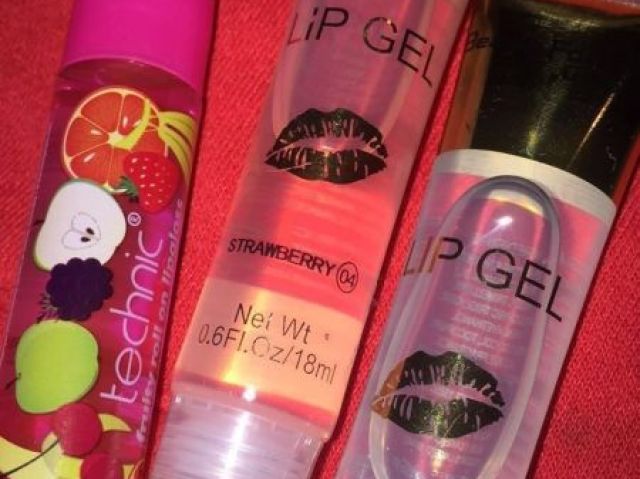 technic®
fruity roll on lipgloss
LiP GEL
STRAWBERRY 04
Net Wt
0.6Fl.Oz/18ml
LIP GEL